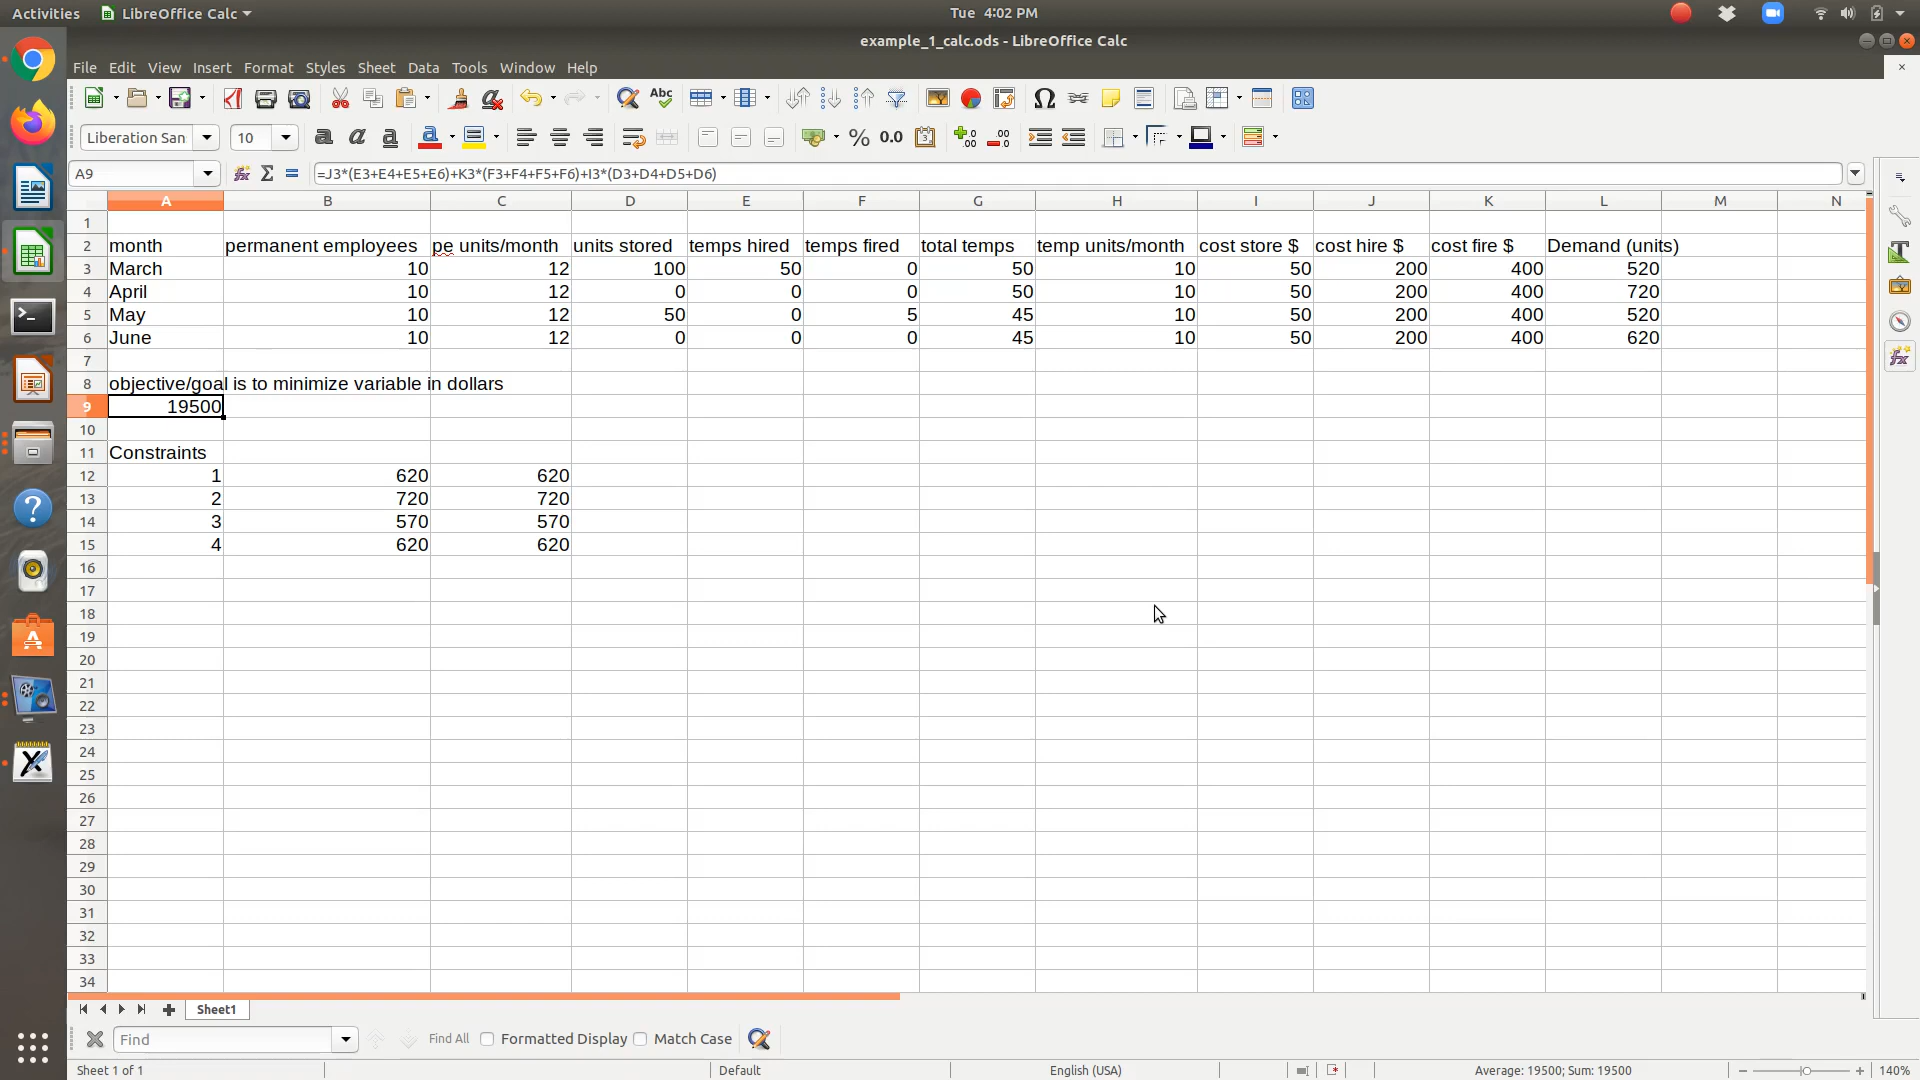 Activities LibreOffice Calc Tue 4:02 PM
example_1_calc.ods - LibreOffice Calc
File Edit View Insert Format Styles Sheet Data Tools Window Help
Liberation San 10
A9 =J3*(E3+E4+E5+E6)+K3*(F3+F4+F5+F6)+I3*(D3+D4+D5+D6)
A B C D E F G H I J K L M N
1
2 month permanent employees pe units/month units stored temps hired temps fired total temps temp units/month cost store $ cost hire $ cost fire $ Demand (units)
3 March 10 12 100 50 0 50 10 50 200 400 520
4 April 10 12 0 0 0 50 10 50 200 400 720
5 May 10 12 50 0 5 45 10 50 200 400 520
6 June 10 12 0 0 0 45 10 50 200 400 620
7
8 objective/goal is to minimize variable in dollars
9 19500
10
11 Constraints
12 1 620 620
13 2 720 720
14 3 570 570
15 4 620 620
16
17
18
19
20
21
22
23
24
25
26
27
28
29
30
31
32
33
34
Sheet1
Find Find All Formatted Display Match Case
Sheet 1 of 1 Default English (USA) Average: 19500; Sum: 19500 140%